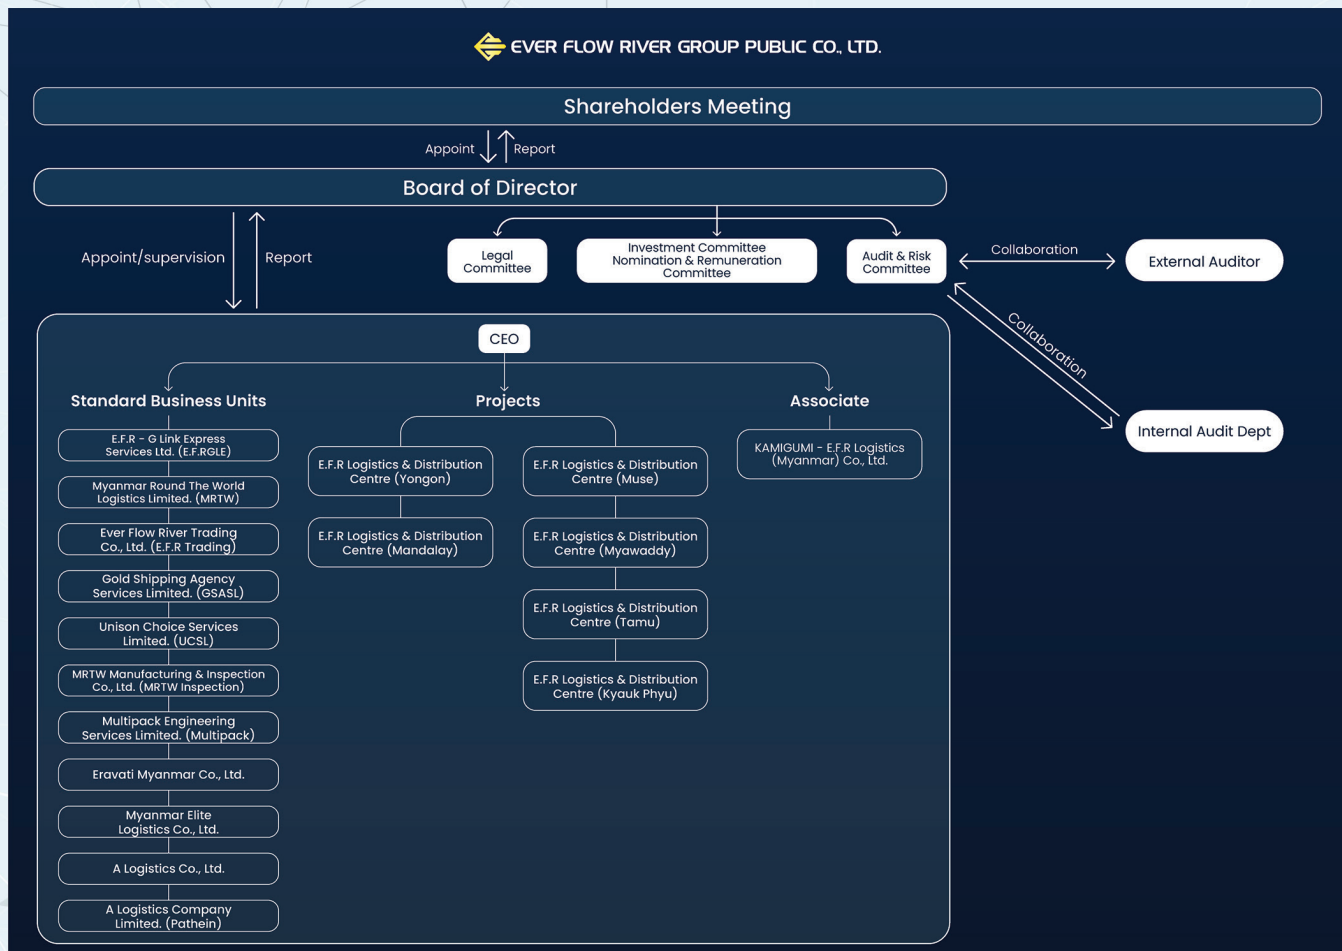 EVER FLOW RIVER GROUP PUBLIC CO., LTD.
Shareholders Meeting
Appoint
Report
Board of Director
Appoint/supervision
Report
Legal
Committee
Investment Committee
Nomination & Remuneration
Committee
Audit & Risk
Committee
Collaboration
External Auditor
Collaboration
Internal Audit Dept
CEO
Standard Business Units
E.F.R - G Link Express
Services Ltd. (E.F.RGLE)
Myanmar Round The World
Logistics Limited. (MRTW)
Ever Flow River Trading
Co., Ltd. (E.F.R Trading)
Gold Shipping Agency
Services Limited. (GSASL)
Unison Choice Services
Limited. (UCSL)
MRTW Manufacturing & Inspection
Co., Ltd. (MRTW Inspection)
Multipack Engineering
Services Limited. (Multipack)
Eravati Myanmar Co., Ltd.
Myanmar Elite
Logistics Co., Ltd.
A Logistics Co., Ltd.
A Logistics Company
Limited. (Pathein)
Projects
E.F.R Logistics & Distribution
Centre (Yongon)
E.F.R Logistics & Distribution
Centre (Mandalay)
E.F.R Logistics & Distribution
Centre (Muse)
E.F.R Logistics & Distribution
Centre (Myawaddy)
E.F.R Logistics & Distribution
Centre (Tamu)
E.F.R Logistics & Distribution
Centre (Kyauk Phyu)
Associate
KAMIGUMI - E.F.R Logistics
(Myanmar) Co., Ltd.